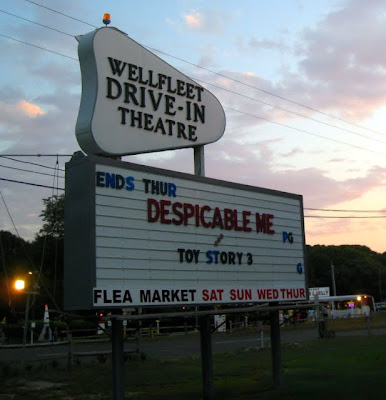 WELLFLEET
DRIVE-IN
THEATRE
ENDS THUR
DESPICABLE ME
PG
TOY STORY 3
G
FLEA MARKET SAT SUN WED THUR